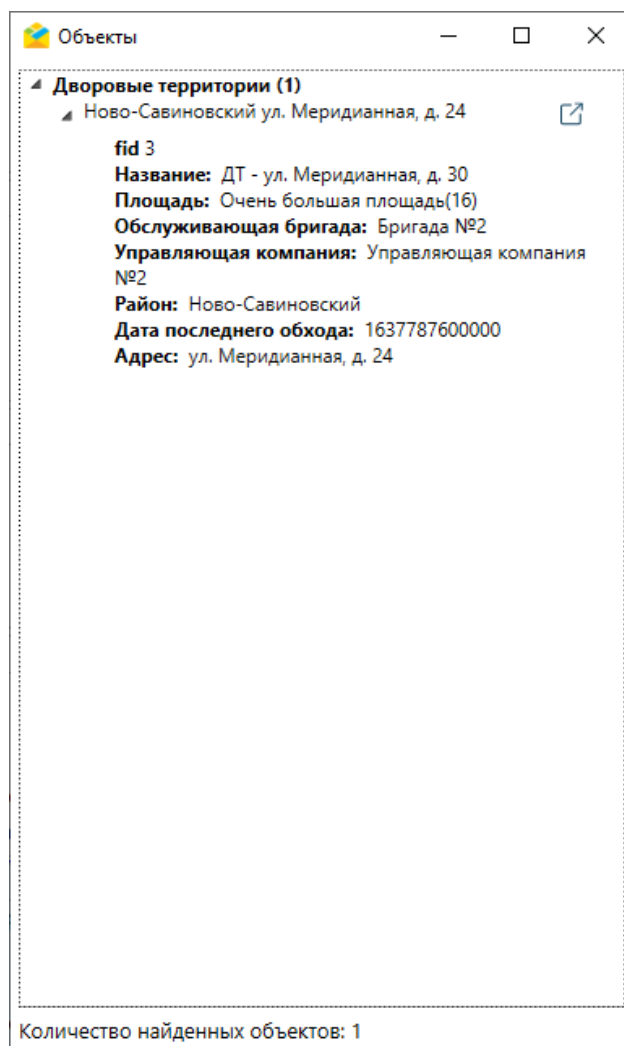 Объекты
Дворовые территории (1)
Ново-Савиновский ул. Меридианная, д. 24
fid 3
Название: ДТ - ул. Меридианная, д. 30
Площадь: Очень большая площадь(16)
Обслуживающая бригада: Бригада №2
Управляющая компания: Управляющая компания
№2
Район: Ново-Савиновский
Дата последнего обхода: 1637787600000
Адрес: ул. Меридианная, д. 24
Количество найденных объектов: 1